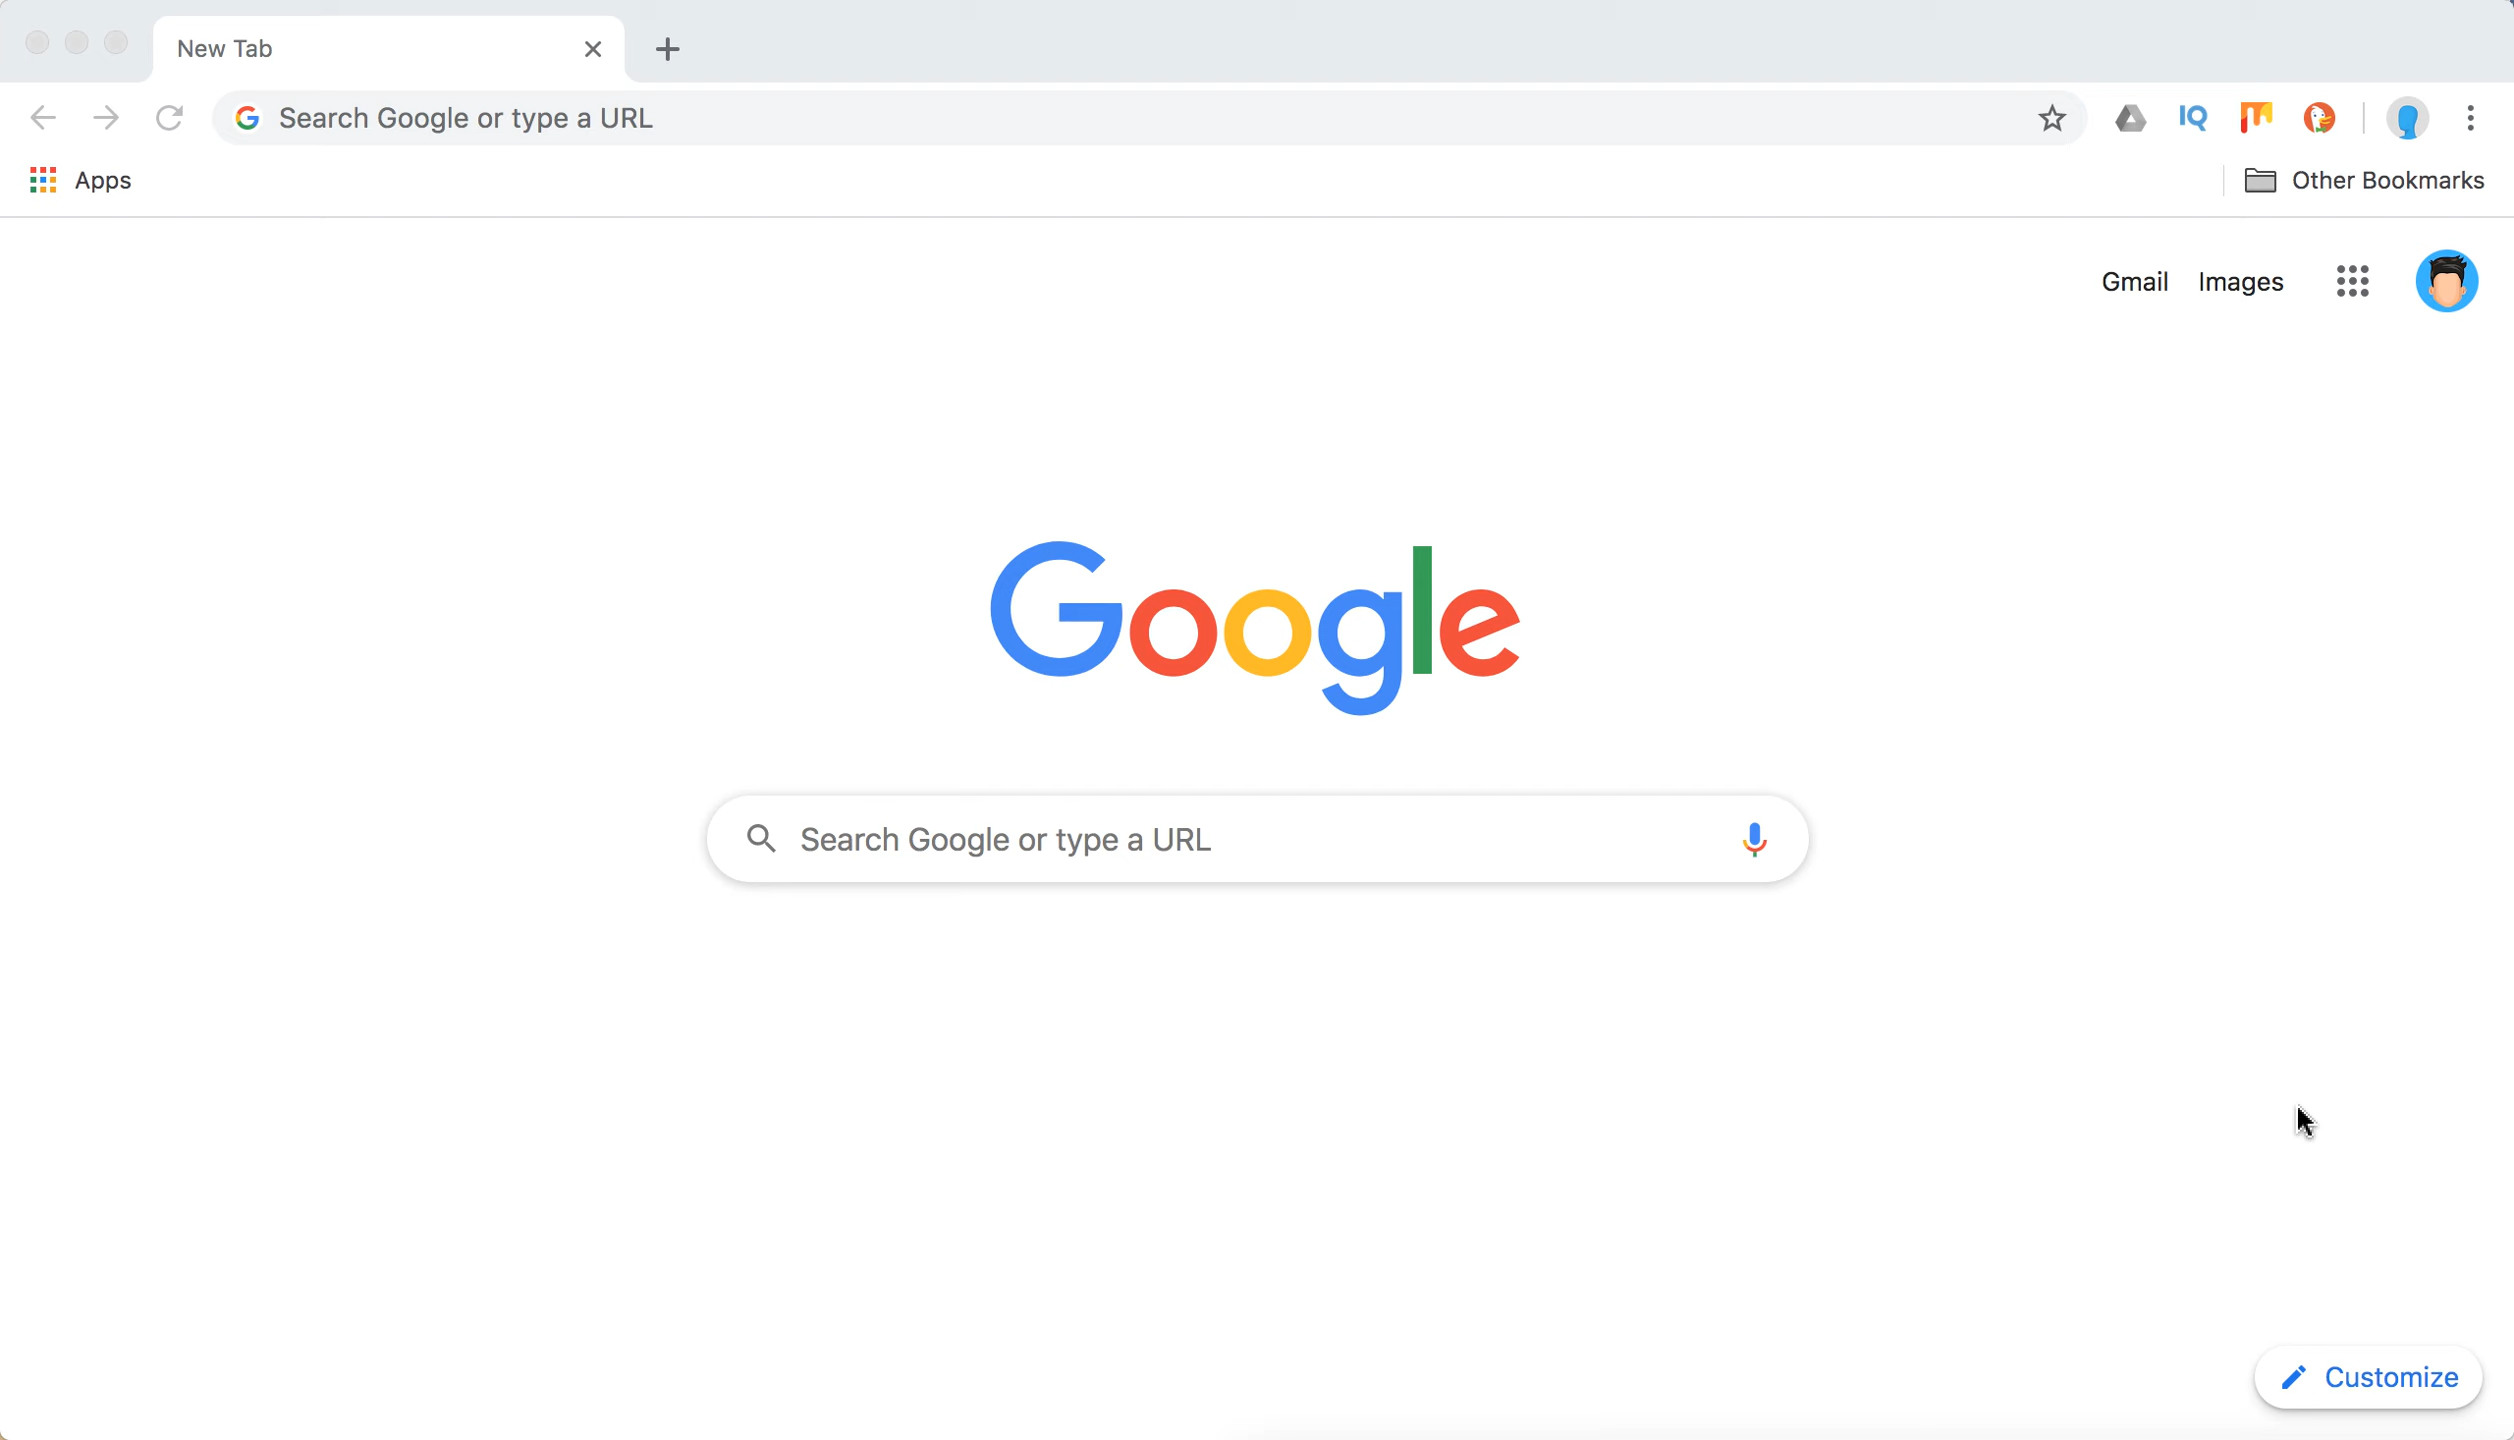 New Tab
Search Google or type a URL
IQ
Apps
Other Bookmarks
Gmail Images
Google
Search Google or type a URL
Customize